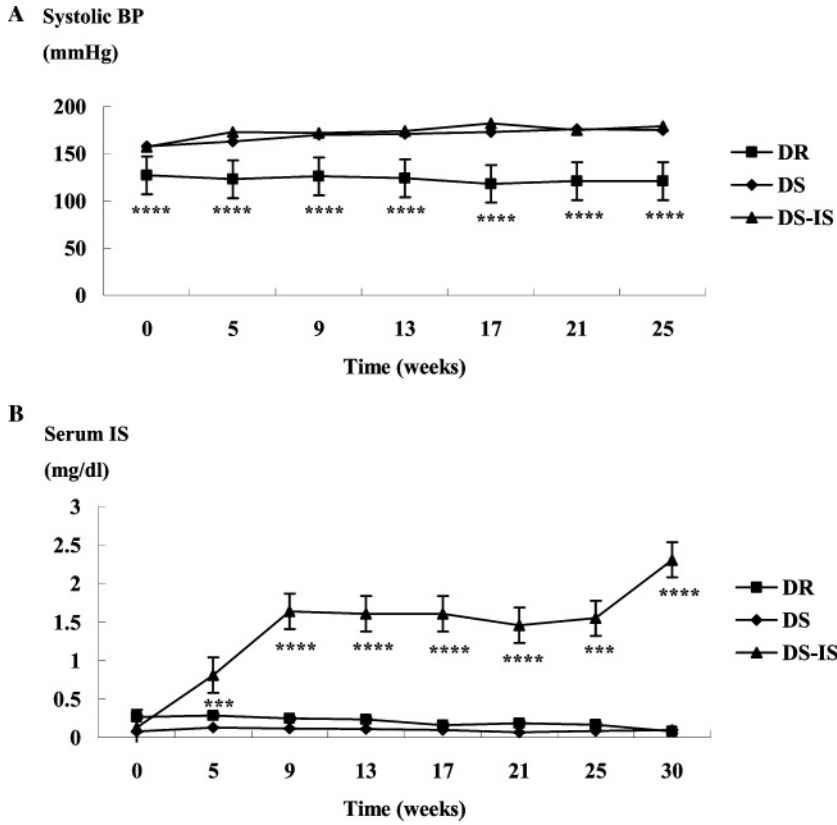 A Systolic BP
(mmHg)
200
150
100
50
0
**** **** **** **** **** **** ****
0 5 9 13 17 21 25
Time (weeks)
DR
DS
DS-IS
B Serum IS
(mg/dl)
3
2.5
2
1.5
1
0.5
0
*** **** **** **** **** *** ****
0 5 9 13 17 21 25 30
Time (weeks)
DR
DS
DS-IS